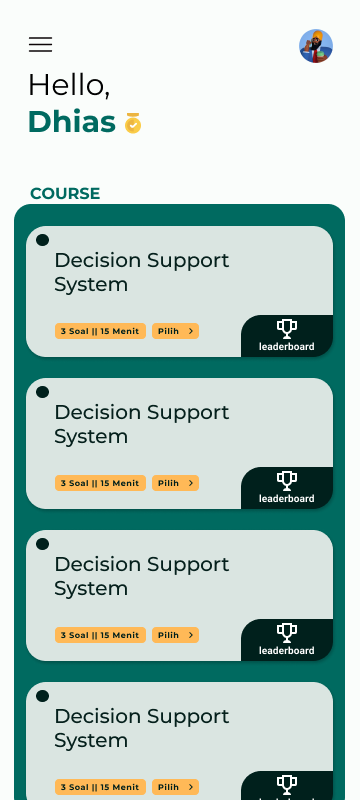 Hello,
Dhias
COURSE
Decision Support
System
3 Soal || 15 Menit
Pilih >
leaderboard
Decision Support
System
3 Soal || 15 Menit
Pilih >
leaderboard
Decision Support
System
3 Soal || 15 Menit
Pilih >
leaderboard
Decision Support
System
3 Soal || 15 Menit
Pilih >
leaderboard